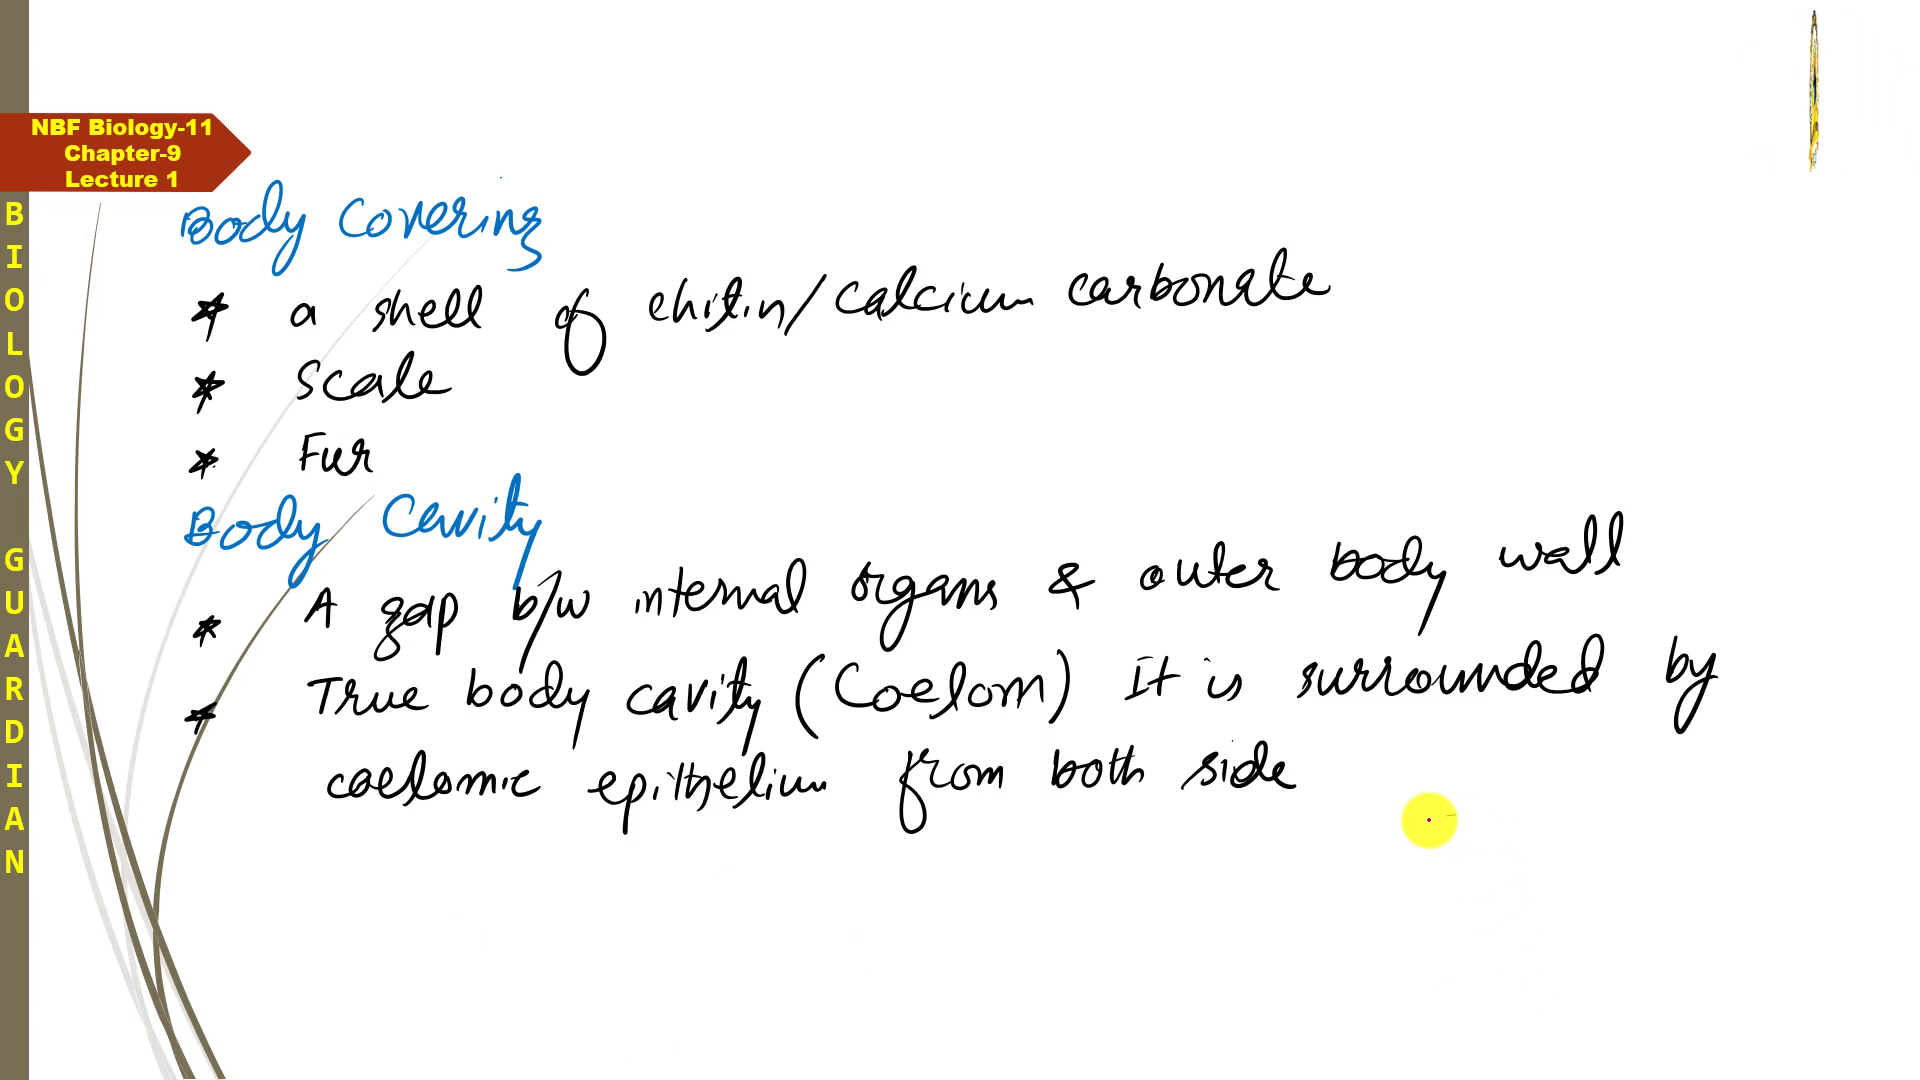 NBF Biology-11
Chapter-9
Lecture 1
BIOLOGY GUARDIAN
Body Covering
* a shell of chitin/calcium carbonate
* Scale
* Fur
Body Cavity
* A gap b/w internal organs & outer body wall
* True body cavity (Coelom) It is surrounded by
coelomic epithelium from both side